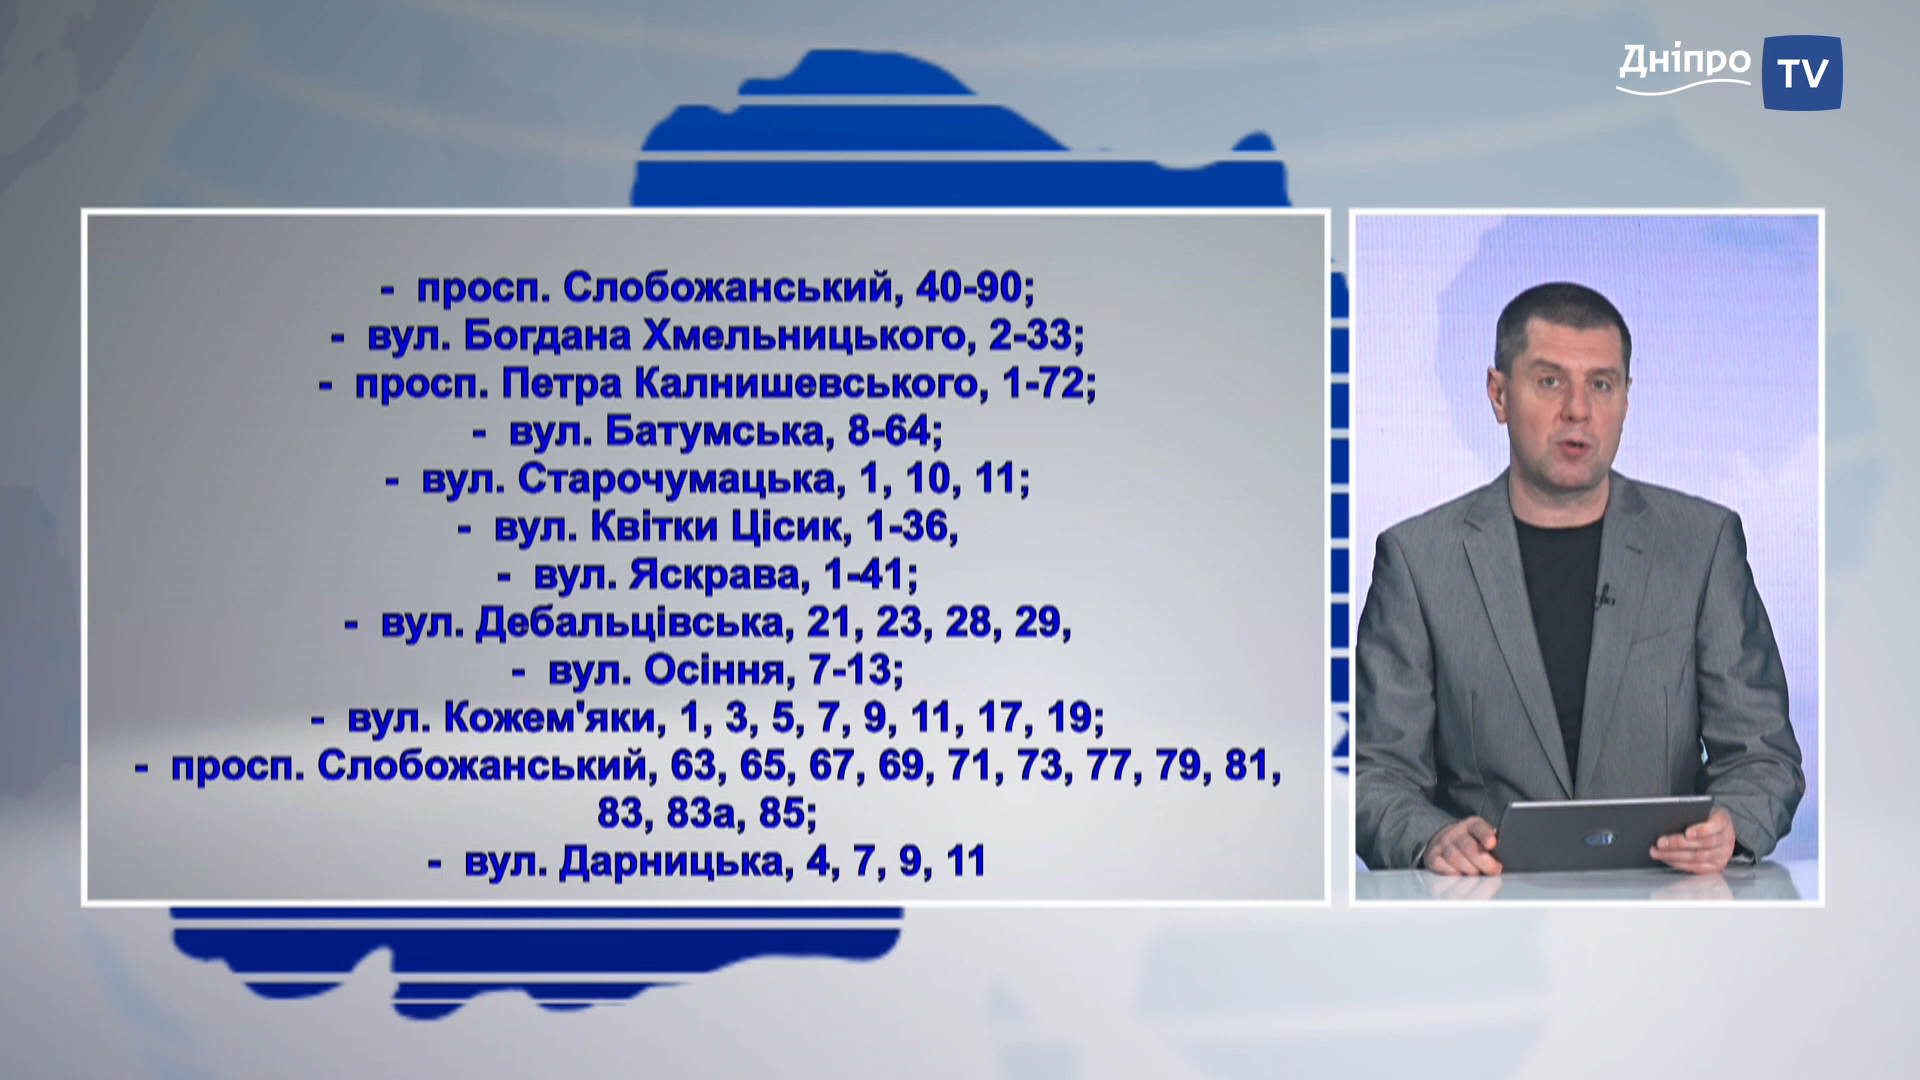 Дніпро TV
- просп. Слобожанський, 40-90;
- вул. Богдана Хмельницького, 2-33;
- просп. Петра Калнишевського, 1-72;
- вул. Батумська, 8-64;
- вул. Старочумацька, 1, 10, 11;
- вул. Квітки Цісик, 1-36,
- вул. Яскрава, 1-41;
- вул. Дебальцівська, 21, 23, 28, 29,
- вул. Осіння, 7-13;
- вул. Кожем'яки, 1, 3, 5, 7, 9, 11, 17, 19;
- просп. Слобожанський, 63, 65, 67, 69, 71, 73, 77, 79, 81,
83, 83а, 85;
- вул. Дарницька, 4, 7, 9, 11